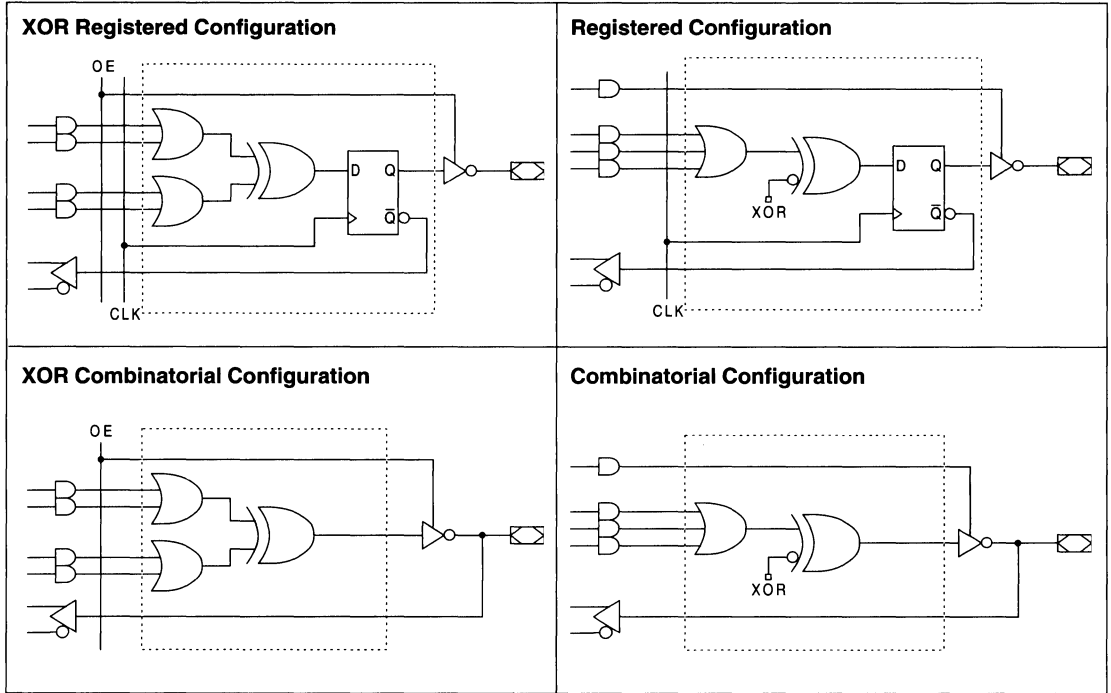 XOR Registered Configuration
OE
D Q
Q̅
CLK
Registered Configuration
D Q
XOR
Q̅
CLK
XOR Combinatorial Configuration
OE
Combinatorial Configuration
XOR